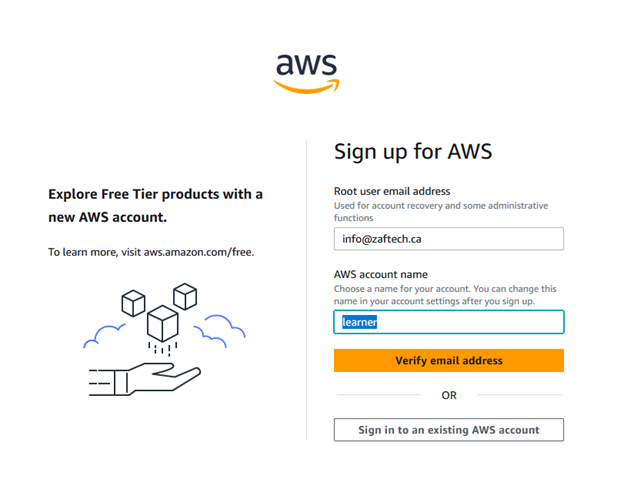 aws
Explore Free Tier products with a
new AWS account.
To learn more, visit aws.amazon.com/free.
Sign up for AWS
Root user email address
Used for account recovery and some administrative
functions
info@zaftech.ca
AWS account name
Choose a name for your account. You can change this
name in your account settings after you sign up.
learner
Verify email address
OR
Sign in to an existing AWS account